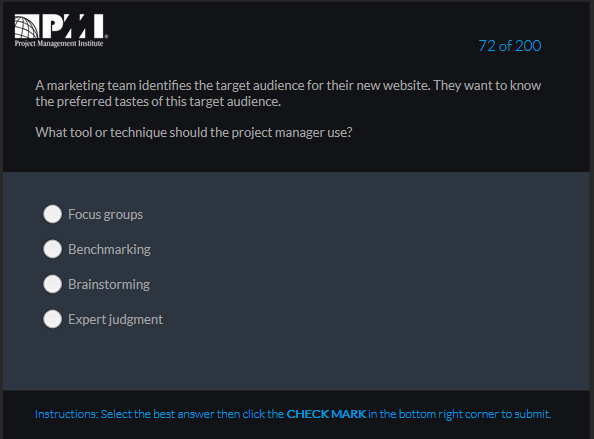 PMI
Project Management Institute
72 of 200
A marketing team identifies the target audience for their new website. They want to know
the preferred tastes of this target audience.
What tool or technique should the project manager use?
Focus groups
Benchmarking
Brainstorming
Expert judgment
Instructions: Select the best answer then click the CHECK MARK in the bottom right corner to submit.